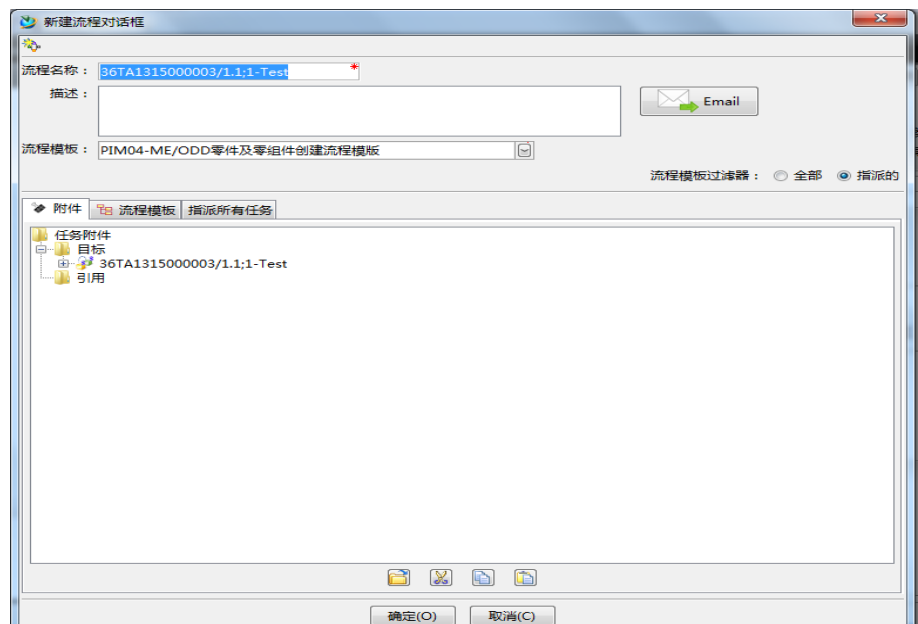 新建流程对话框
流程名称： 36TA1315000003/1.1;1-Test *
描述：
Email
流程模板： PIM04-ME/ODD零件及零组件创建流程模版
流程模板过滤器： 全部 指派的
附件 流程模板 指派所有任务
任务附件
目标
36TA1315000003/1.1;1-Test
引用
确定(O) 取消(C)